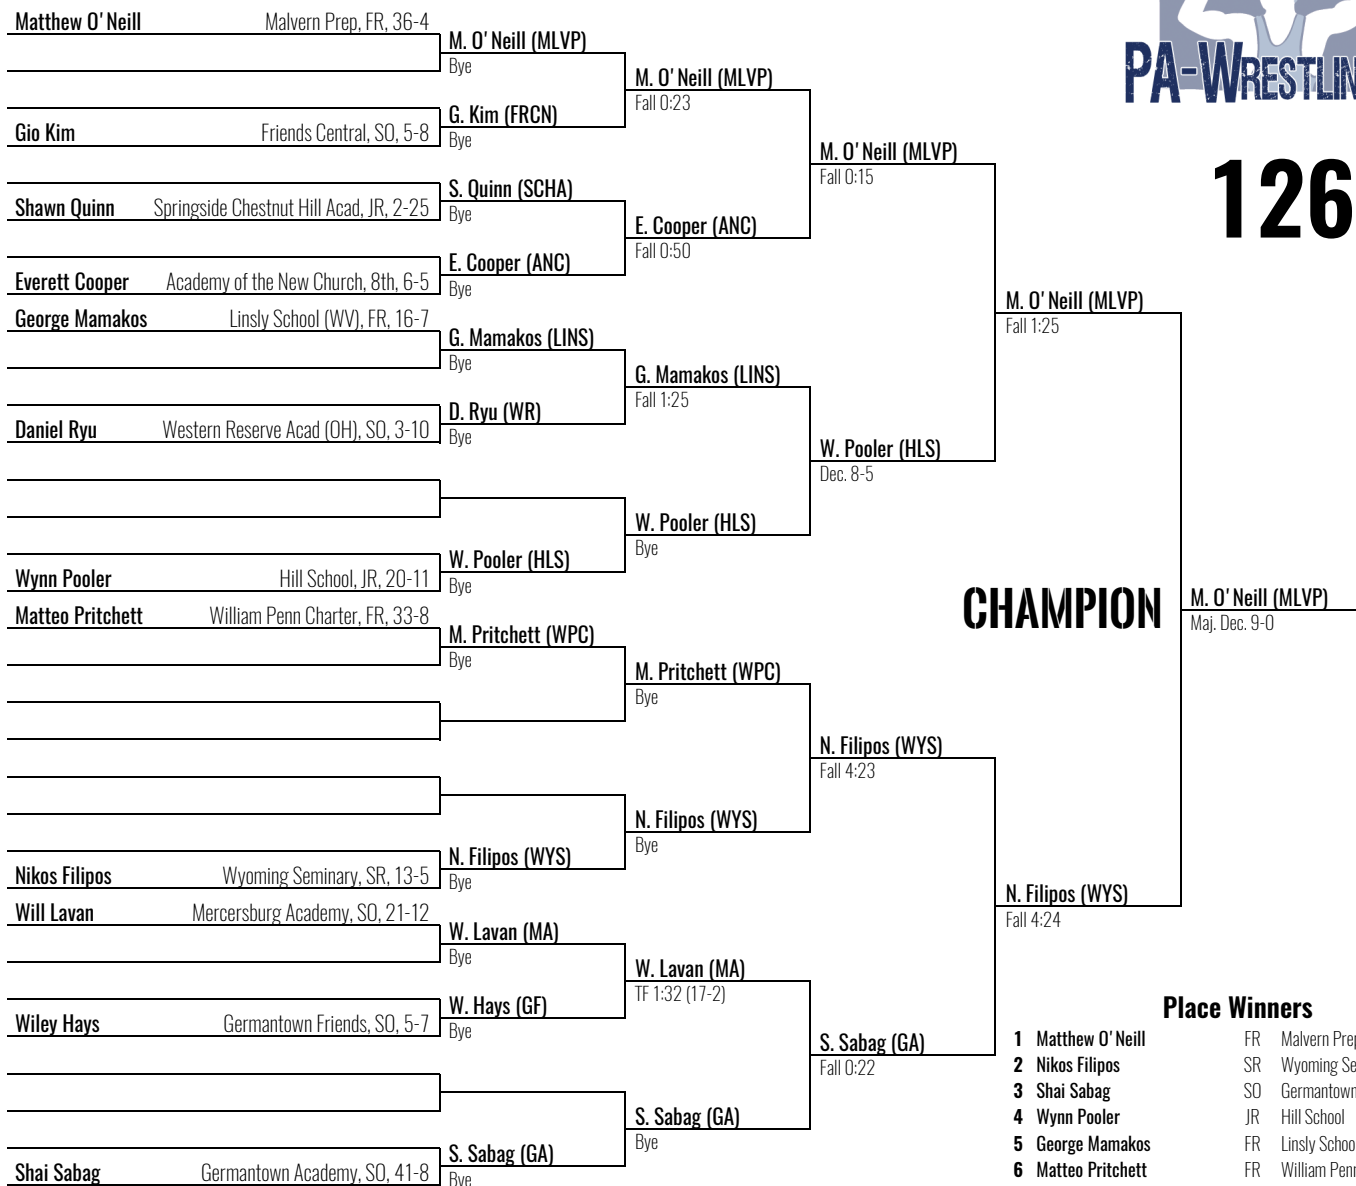 Matthew O'Neill Malvern Prep, FR, 36-4
M. O'Neill (MLVP)
Bye
M. O'Neill (MLVP)
Fall 0:23
Gio Kim Friends Central, SO, 5-8
G. Kim (FRCN)
Bye
M. O'Neill (MLVP)
Fall 0:15
Shawn Quinn Springside Chestnut Hill Acad, JR, 2-25
S. Quinn (SCHA)
Bye
E. Cooper (ANC)
Fall 0:50
Everett Cooper Academy of the New Church, 8th, 6-5
E. Cooper (ANC)
Bye
M. O'Neill (MLVP)
Fall 1:25
George Mamakos Linsly School (WV), FR, 16-7
G. Mamakos (LINS)
Bye
G. Mamakos (LINS)
Fall 1:25
Daniel Ryu Western Reserve Acad (OH), SO, 3-10
D. Ryu (WR)
Bye
W. Pooler (HLS)
Dec. 8-5
W. Pooler (HLS)
Bye
Wynn Pooler Hill School, JR, 20-11
W. Pooler (HLS)
Bye
CHAMPION
M. O'Neill (MLVP)
Maj. Dec. 9-0
Matteo Pritchett William Penn Charter, FR, 33-8
M. Pritchett (WPC)
Bye
M. Pritchett (WPC)
Bye
N. Filipos (WYS)
Fall 4:23
N. Filipos (WYS)
Bye
Nikos Filipos Wyoming Seminary, SR, 13-5
N. Filipos (WYS)
Bye
N. Filipos (WYS)
Fall 4:24
Will Lavan Mercersburg Academy, SO, 21-12
W. Lavan (MA)
Bye
W. Lavan (MA)
TF 1:32 (17-2)
Wiley Hays Germantown Friends, SO, 5-7
W. Hays (GF)
Bye
S. Sabag (GA)
Fall 0:22
S. Sabag (GA)
Bye
Shai Sabag Germantown Academy, SO, 41-8
S. Sabag (GA)
Bye
PA-WRESTLIN
126
Place Winners
1 Matthew O'Neill FR Malvern Prep
2 Nikos Filipos SR Wyoming Se
3 Shai Sabag SO Germantown
4 Wynn Pooler JR Hill School
5 George Mamakos FR Linsly Schoo
6 Matteo Pritchett FR William Penn